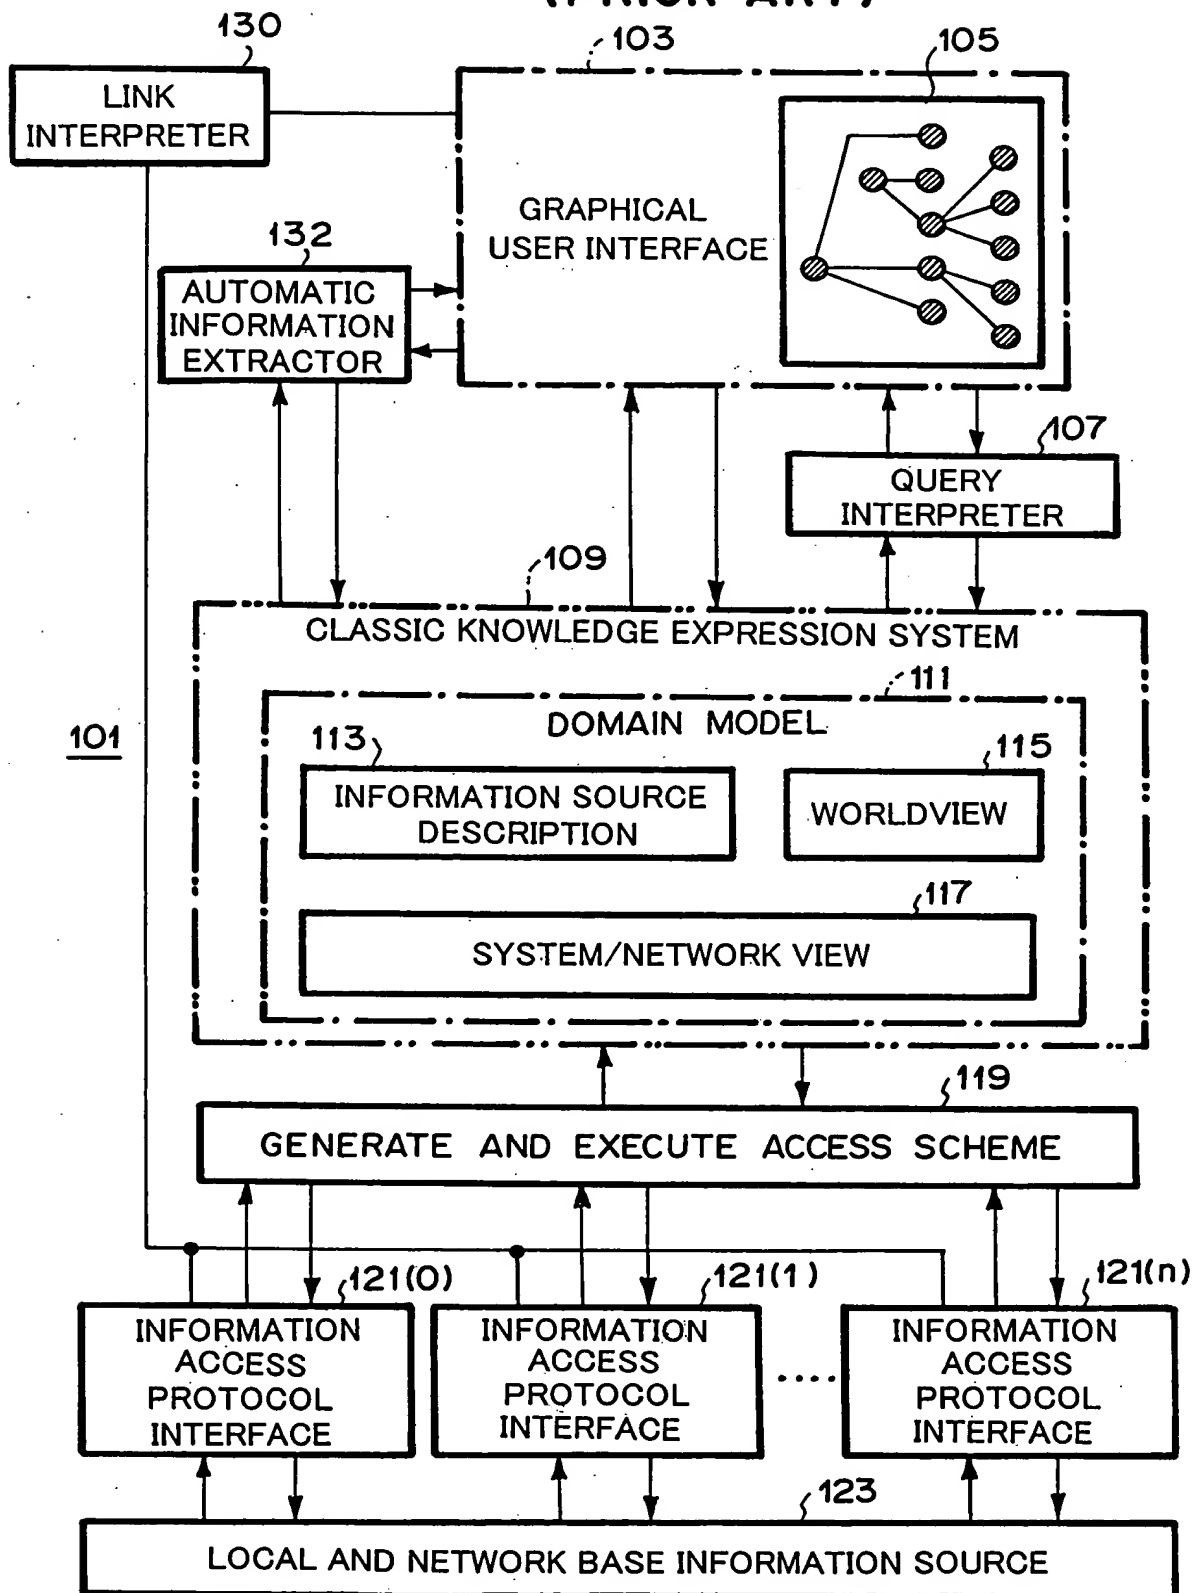 (PRIOR ART)
130
103
105
LINK
INTERPRETER
GRAPHICAL
USER INTERFACE
132
AUTOMATIC
INFORMATION
EXTRACTOR
107
QUERY
INTERPRETER
109
CLASSIC KNOWLEDGE EXPRESSION SYSTEM
111
DOMAIN MODEL
101
113
115
INFORMATION SOURCE
DESCRIPTION
WORLDVIEW
117
SYSTEM/NETWORK VIEW
119
GENERATE AND EXECUTE ACCESS SCHEME
121(0)
121(1)
121(n)
INFORMATION
ACCESS
PROTOCOL
INTERFACE
INFORMATION
ACCESS
PROTOCOL
INTERFACE
.....
INFORMATION
ACCESS
PROTOCOL
INTERFACE
123
LOCAL AND NETWORK BASE INFORMATION SOURCE